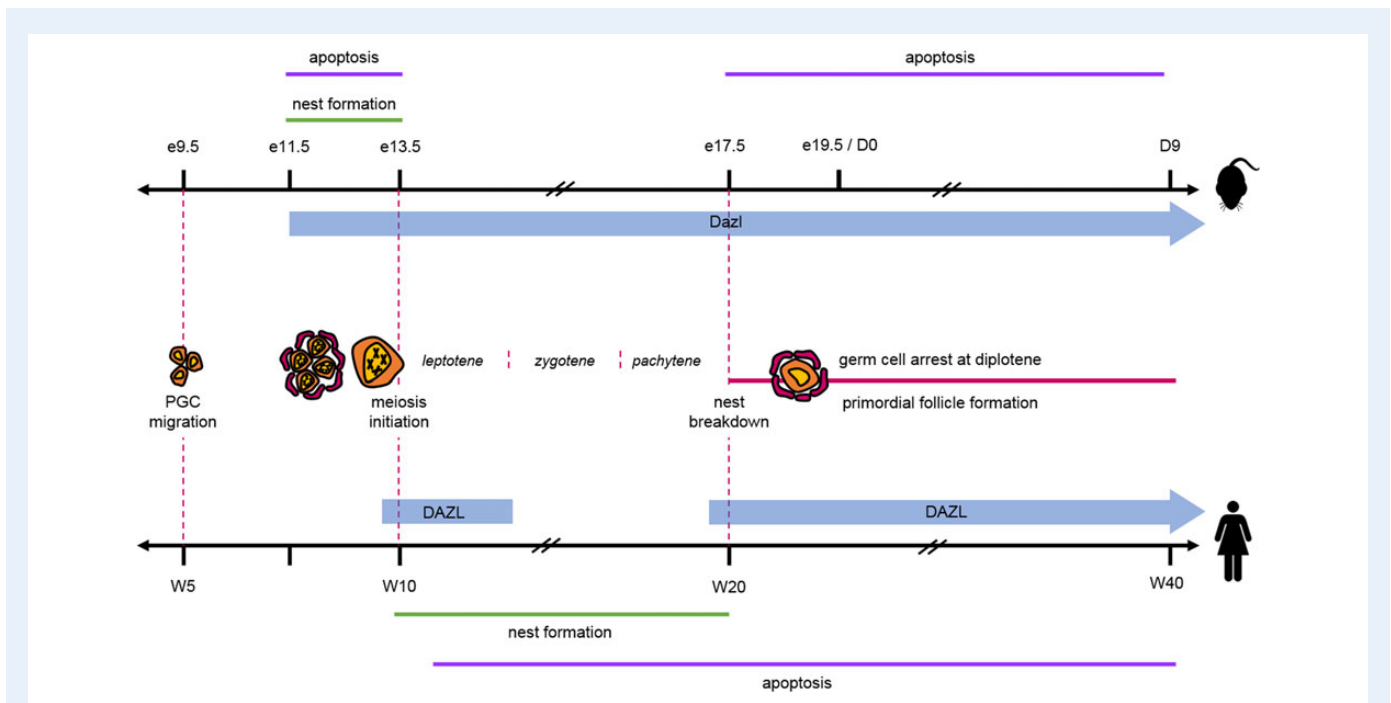 apoptosis
apoptosis
nest formation
e9.5
e11.5
e13.5
e17.5
e19.5 / D0
D9
Dazl
leptotene
zygotene
pachytene
germ cell arrest at diplotene
PGC
migration
meiosis
initiation
nest
breakdown
primordial follicle formation
DAZL
DAZL
W5
W10
W20
W40
nest formation
apoptosis